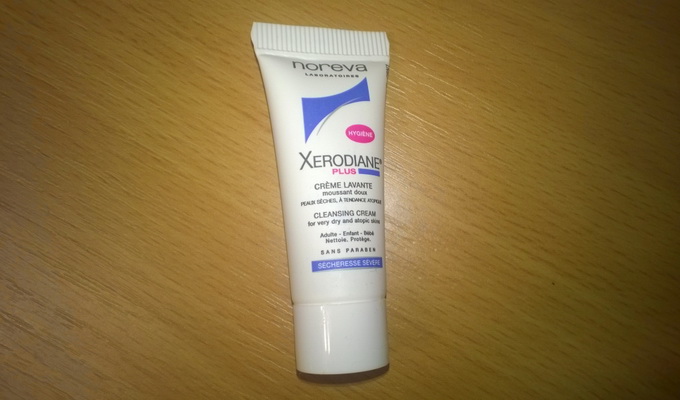 noreva
LABORATOIRES
HYGIÈNE
XERODIANE®
PLUS
CRÈME LAVANTE
moussant doux
PEAUX SÈCHES, À TENDANCE ATOPIQUE
CLEANSING CREAM
for very dry and atopic skins
Adulte - Enfant - Bébé
Nettoie. Protège.
SANS PARABEN
SÉCHERESSE SÉVÈRE